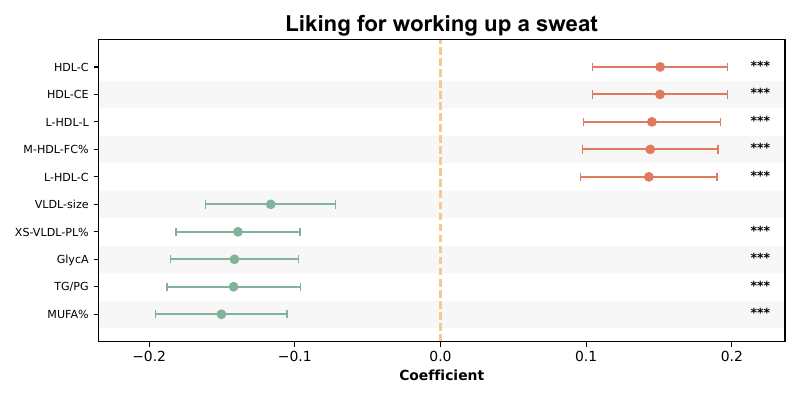 Liking for working up a sweat
HDL-C ***
HDL-CE ***
L-HDL-L ***
M-HDL-FC% ***
L-HDL-C ***
VLDL-size
XS-VLDL-PL% ***
GlycA ***
TG/PG ***
MUFA% ***
−0.2 −0.1 0.0 0.1 0.2
Coefficient